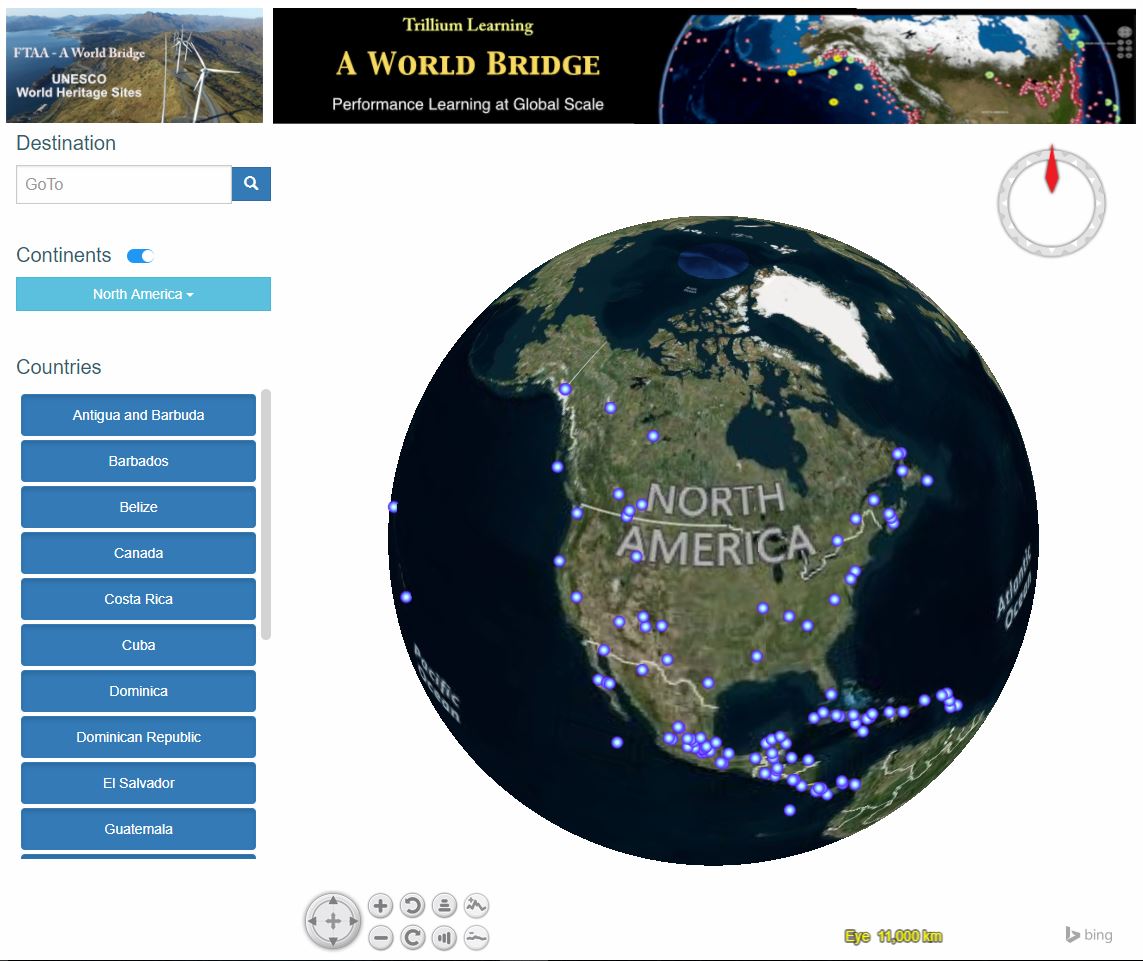 FTAA - A World Bridge
UNESCO
World Heritage Sites
Trillium Learning
A World Bridge
Performance Learning at Global Scale
Destination
GoTo
Continents
North America
Countries
Antigua and Barbuda
Barbados
Belize
Canada
Costa Rica
Cuba
Dominica
Dominican Republic
El Salvador
Guatemala
NORTH
AMERICA
Atlantic
Ocean
Pacific
Ocean
Eye 11,000 km
bing